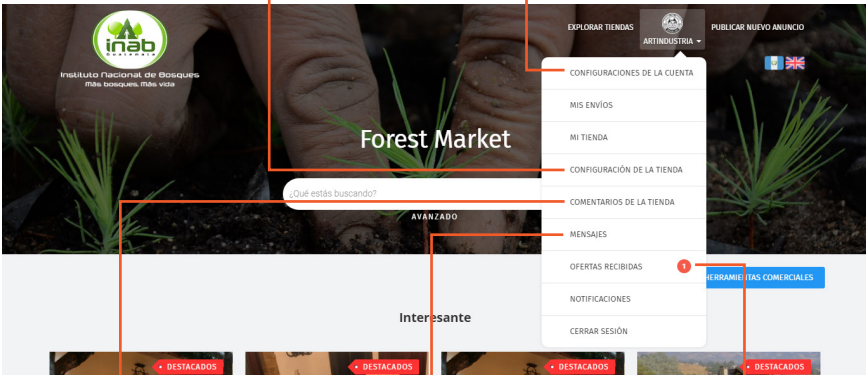 EXPLORAR TIENDAS
ARTINDUSTRIA
PUBLICAR NUEVO ANUNCIO
inab
Guatemala
Instituto Nacional de Bosques
Más bosques, Más vida
CONFIGURACIONES DE LA CUENTA
MIS ENVÍOS
MI TIENDA
CONFIGURACIÓN DE LA TIENDA
COMENTARIOS DE LA TIENDA
MENSAJES
OFERTAS RECIBIDAS 1
NOTIFICACIONES
CERRAR SESIÓN
Forest Market
¿Qué estás buscando?
AVANZADO
HERRAMIENTAS COMERCIALES
Interesante
• DESTACADOS
• DESTACADOS
• DESTACADOS
• DESTACADOS